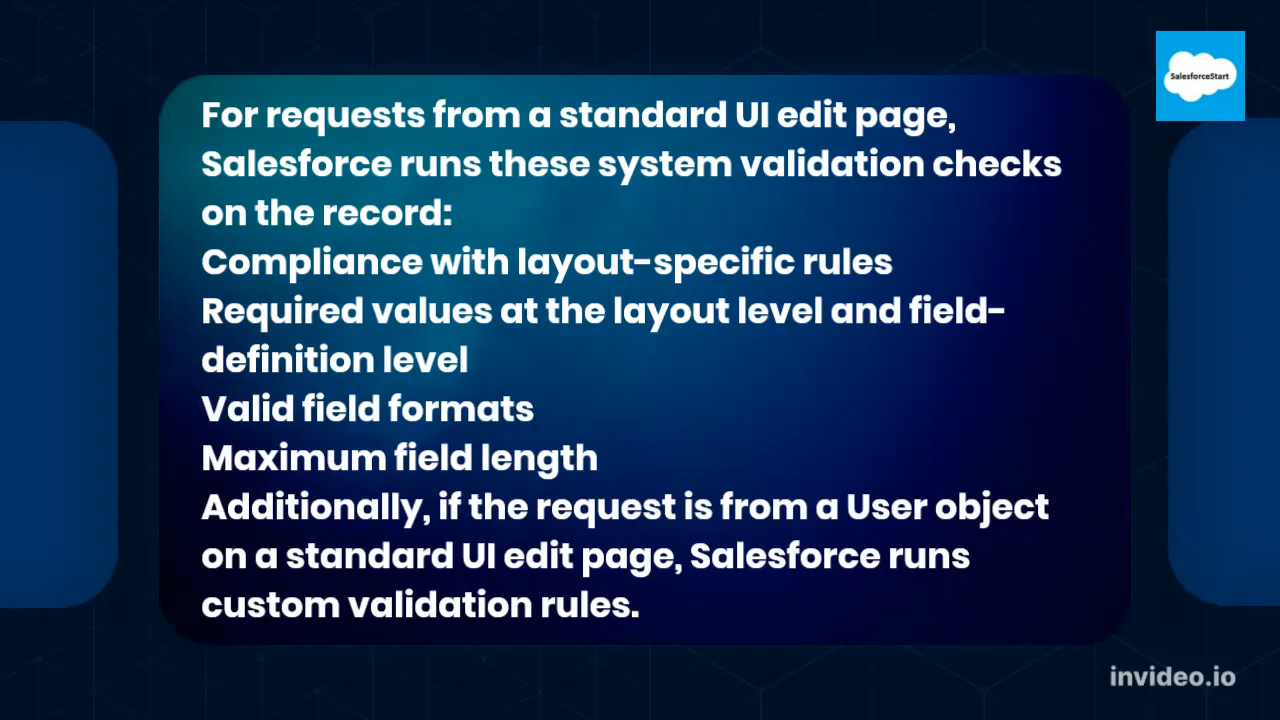 SalesforceStart
For requests from a standard UI edit page,
Salesforce runs these system validation checks
on the record:
Compliance with layout-specific rules
Required values at the layout level and field-
definition level
Valid field formats
Maximum field length
Additionally, if the request is from a User object
on a standard UI edit page, Salesforce runs
custom validation rules.
invideo.io